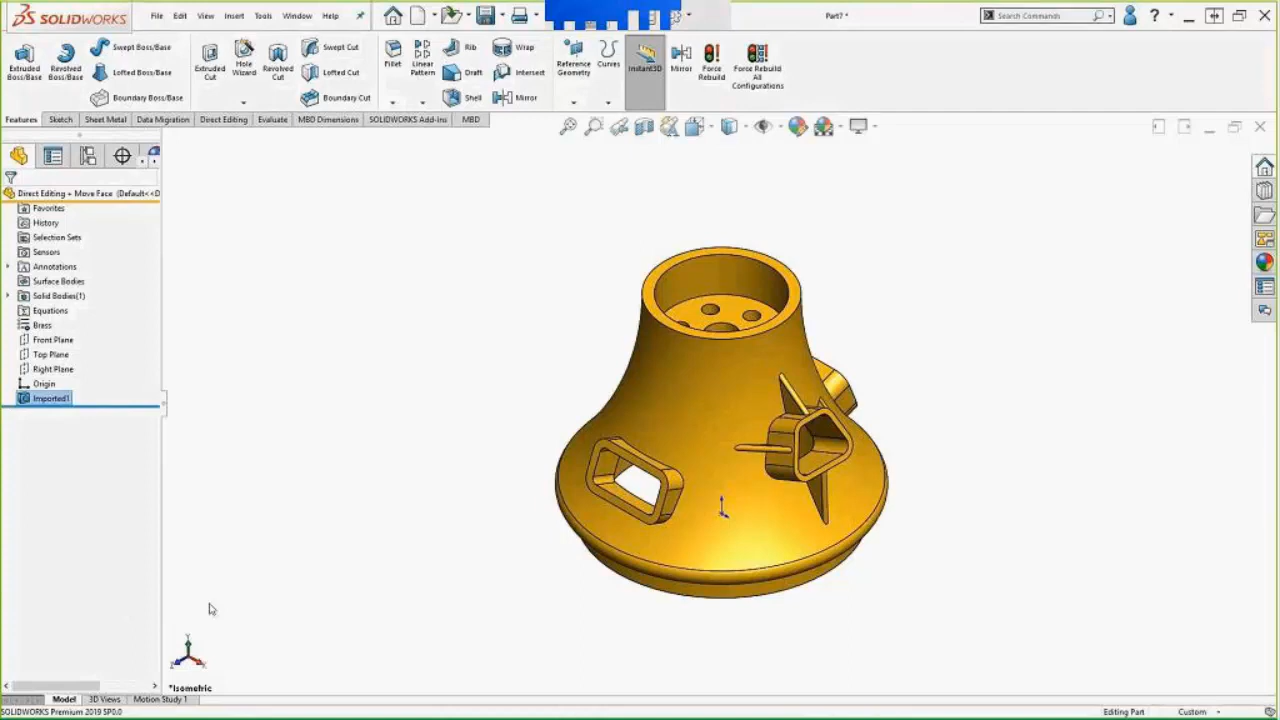 SOLIDWORKS File Edit View Insert Tools Window Help Part7 * Search Commands ?
Extruded Boss/Base
Revolved Boss/Base
Swept Boss/Base
Lofted Boss/Base
Boundary Boss/Base
Extruded Cut
Hole Wizard
Revolved Cut
Swept Cut
Lofted Cut
Boundary Cut
Fillet
Linear Pattern
Rib
Draft
Shell
Wrap
Intersect
Mirror
Reference Geometry
Curves
Instant3D
Mirror
Force Rebuild
Force Rebuild All Configurations
Features Sketch Sheet Metal Data Migration Direct Editing Evaluate MBD Dimensions SOLIDWORKS Add-Ins MBD
Direct Editing + Move Face (Default<<D
Favorites
History
Selection Sets
Sensors
Annotations
Surface Bodies
Solid Bodies(1)
Equations
Brass
Front Plane
Top Plane
Right Plane
Origin
Imported1
Y
Z X
*Isometric
Model 3D Views Motion Study 1
SOLIDWORKS Premium 2019 SP0.0 Editing Part Custom